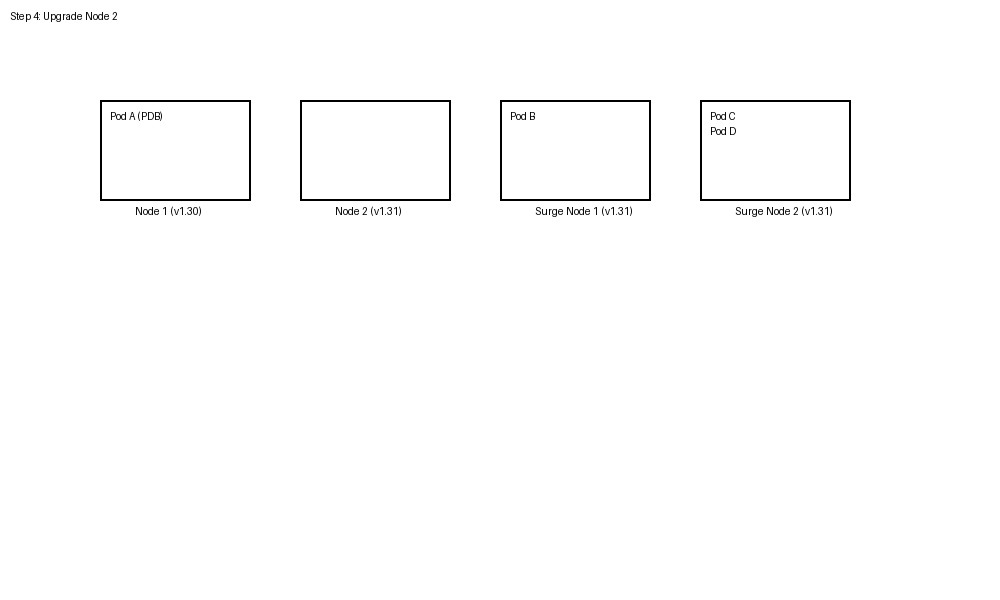 Step 4: Upgrade Node 2
Pod A (PDB)
Node 1 (v1.30)
Node 2 (v1.31)
Pod B
Surge Node 1 (v1.31)
Pod C
Pod D
Surge Node 2 (v1.31)